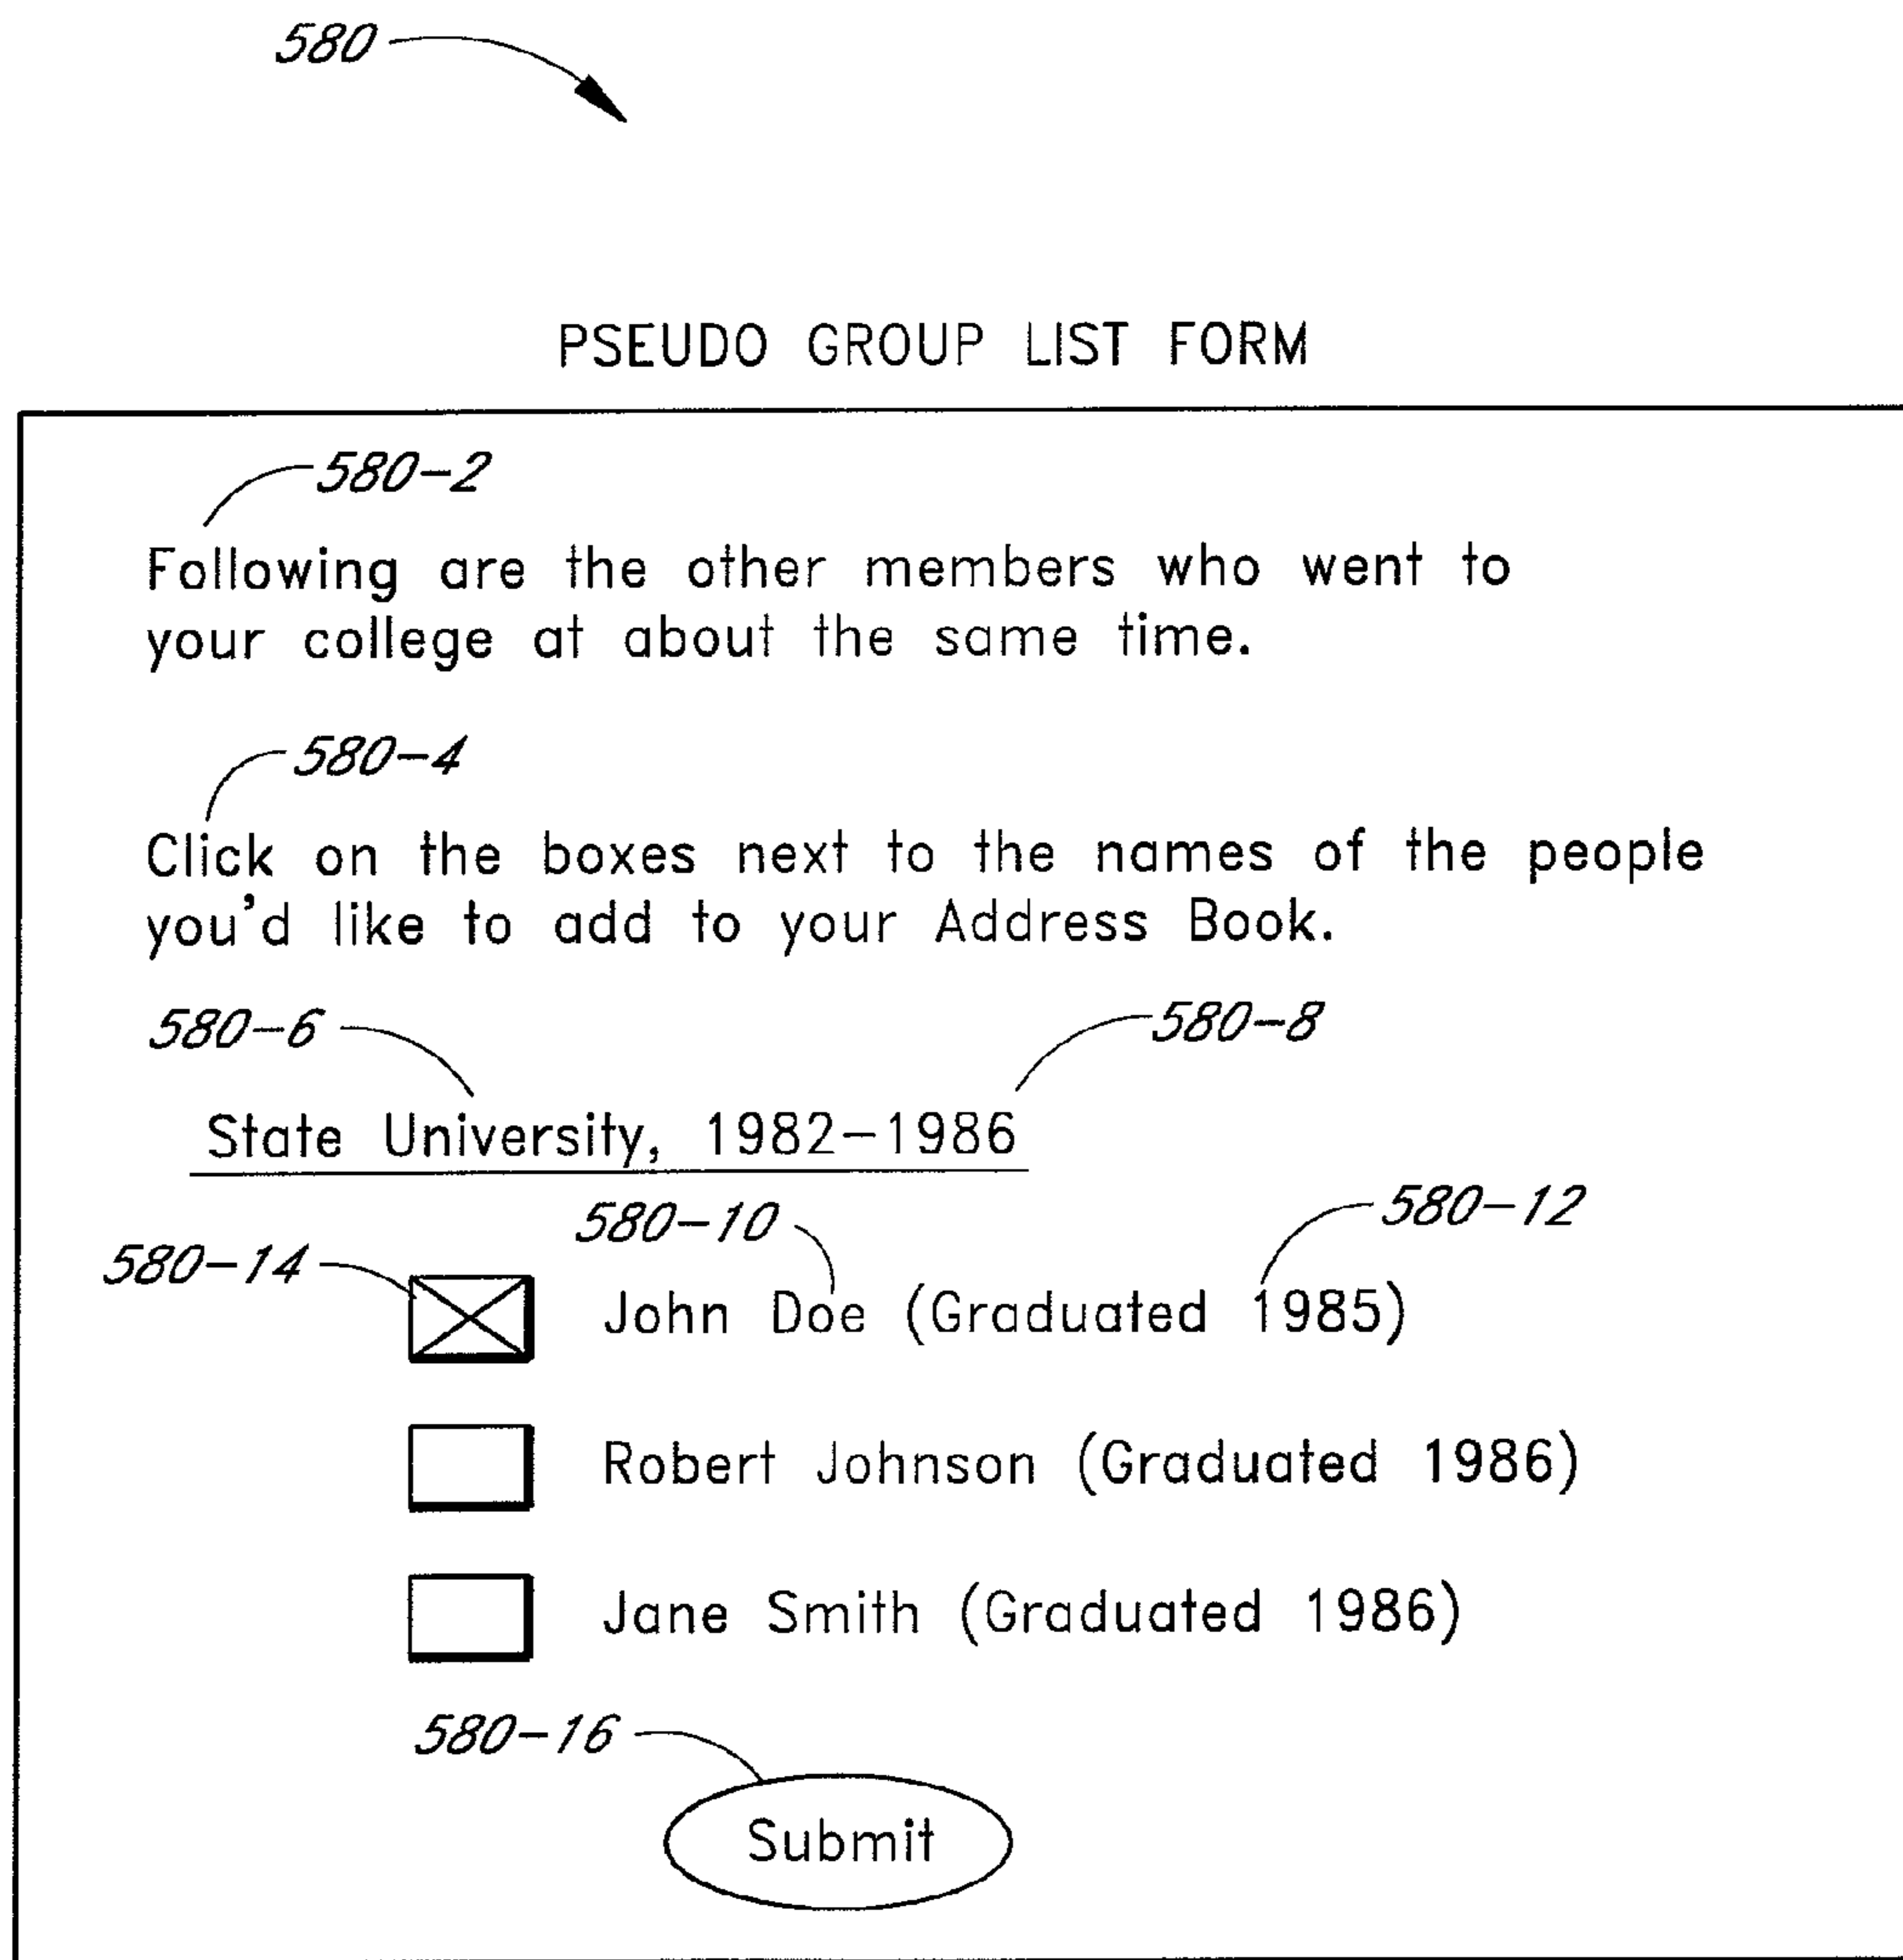 580
PSEUDO GROUP LIST FORM
580-2
Following are the other members who went to
your college at about the same time.
580-4
Click on the boxes next to the names of the people
you'd like to add to your Address Book.
580-6
580-8
State University, 1982-1986
580-10
580-12
580-14
John Doe (Graduated 1985)
Robert Johnson (Graduated 1986)
Jane Smith (Graduated 1986)
580-16
Submit